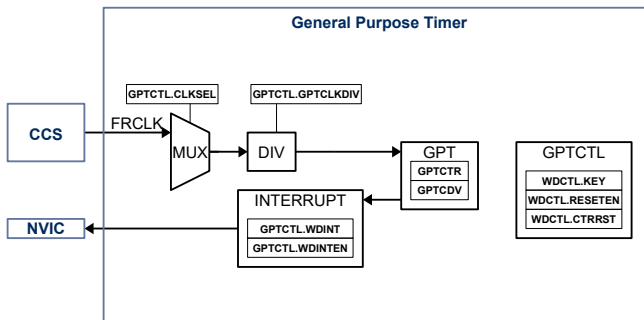 General Purpose Timer
GPTCTL.CLKSEL
GPTCTL.GPTCLKDIV
CCS
FRCLK
MUX
DIV
GPT
GPTCTR
GPTCDV
GPTCTL
WDCTL.KEY
WDCTL.RESETEN
WDCTL.CTRRST
INTERRUPT
GPTCTL.WDINT
GPTCTL.WDINTEN
NVIC